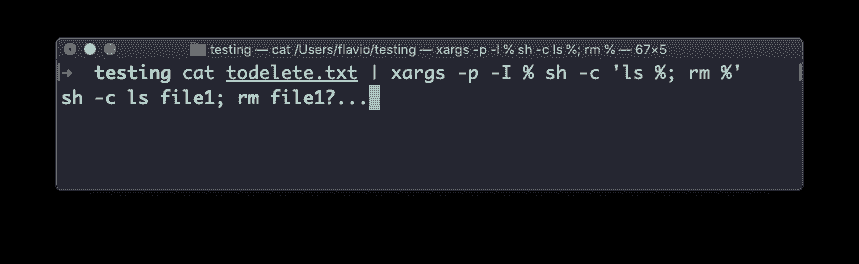 testing — cat /Users/flavio/testing — xargs -p -I % sh -c ls %; rm % — 67×5
→ testing cat todelete.txt | xargs -p -I % sh -c 'ls %; rm %'
sh -c ls file1; rm file1?...